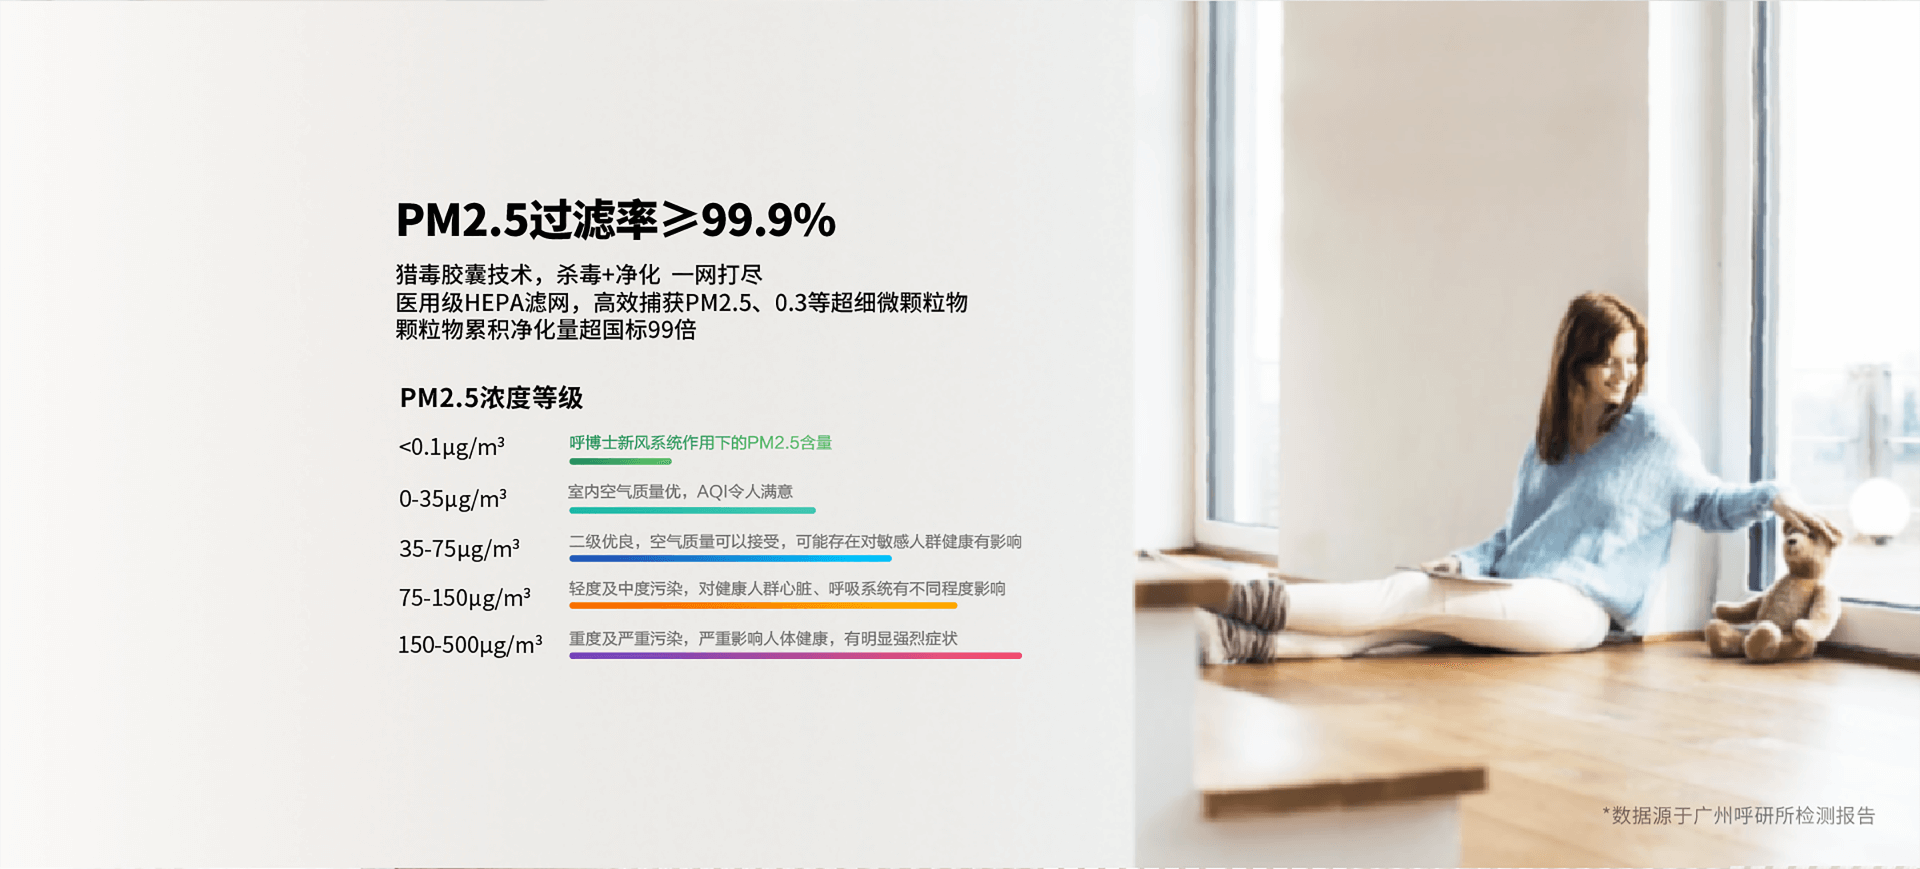 PM2.5过滤率≥99.9%
猎毒胶囊技术，杀毒+净化 一网打尽
医用级HEPA滤网，高效捕获PM2.5、0.3等超细微颗粒物
颗粒物累积净化量超国标99倍
PM2.5浓度等级
<0.1μg/m³ 呼博士新风系统作用下的PM2.5含量
0-35μg/m³ 室内空气质量优，AQI令人满意
35-75μg/m³ 二级优良，空气质量可以接受，可能存在对敏感人群健康有影响
75-150μg/m³ 轻度及中度污染，对健康人群心脏、呼吸系统有不同程度影响
150-500μg/m³ 重度及严重污染，严重影响人体健康，有明显强烈症状
*数据源于广州呼研所检测报告